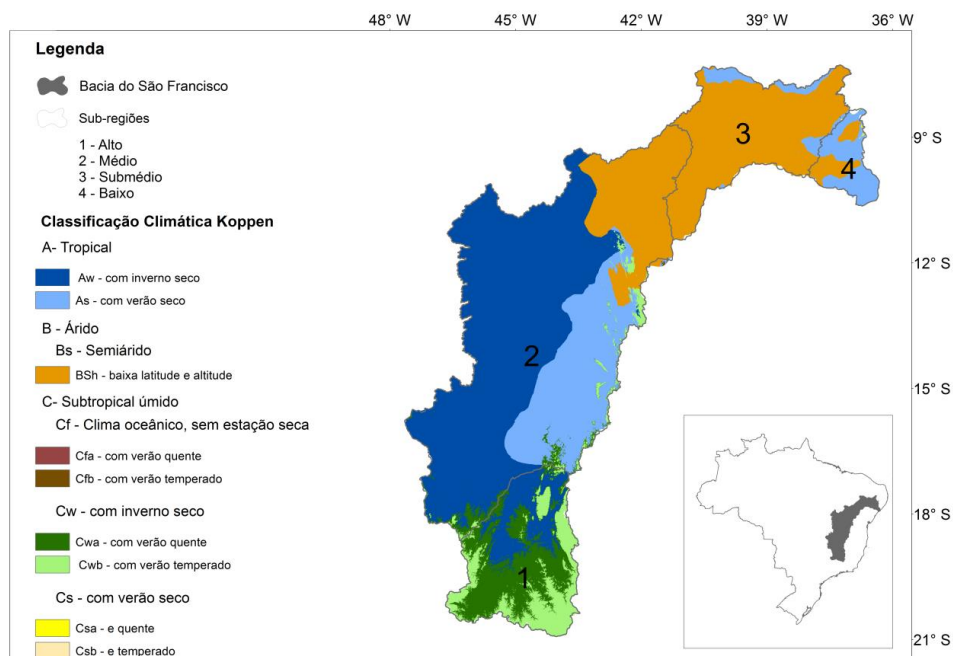 48° W 45° W 42° W 39° W 36° W
Legenda
Bacia do São Francisco
Sub-regiões
1 - Alto
2 - Médio
3 - Submédio
4 - Baixo
Classificação Climática Koppen
A- Tropical
Aw - com inverno seco
As - com verão seco
B - Árido
Bs - Semiárido
BSh - baixa latitude e altitude
C- Subtropical úmido
Cf - Clima oceânico, sem estação seca
Cfa - com verão quente
Cfb - com verão temperado
Cw - com inverno seco
Cwa - com verão quente
Cwb - com verão temperado
Cs - com verão seco
Csa - e quente
Csb - e temperado
3
4
2
1
9° S
12° S
15° S
18° S
21° S